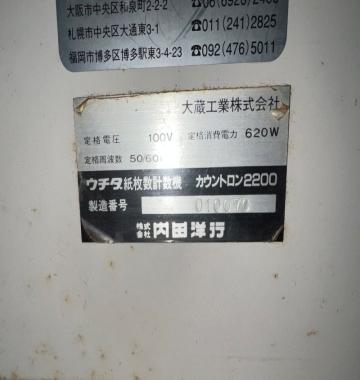 大阪市中央区和泉町2-2-2
札幌市中央区大通東3-1 ☎011(241)2825
福岡市博多区博多駅東3-4-23 ☎092(476)5011
大蔵工業株式会社
定格電圧 100V 定格消費電力 620W
定格周波数 50/60
ウチダ紙枚数計数機 カウントロン2200
製造番号
株式会社 内田洋行